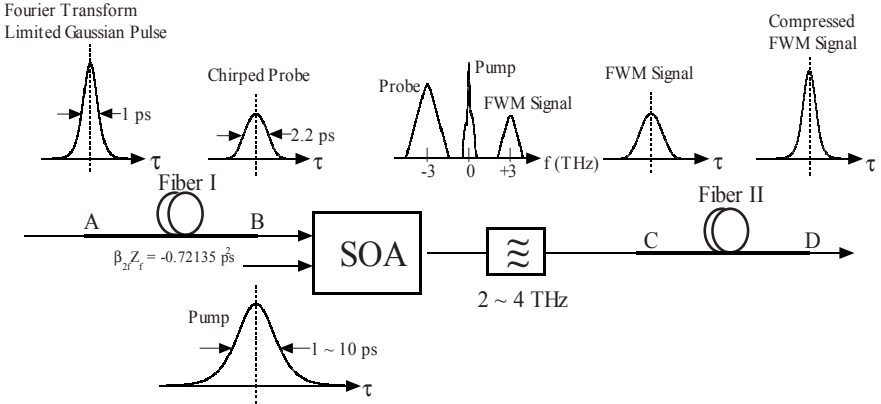 Fourier Transform
Limited Gaussian Pulse
1 ps
τ
Chirped Probe
2.2 ps
τ
Probe
Pump
FWM Signal
-3
0
+3
f (THz)
FWM Signal
τ
Compressed
FWM Signal
τ
Fiber I
A
B
β2fZf = -0.72135 ps²
SOA
2 ~ 4 THz
Fiber II
C
D
Pump
1 ~ 10 ps
τ